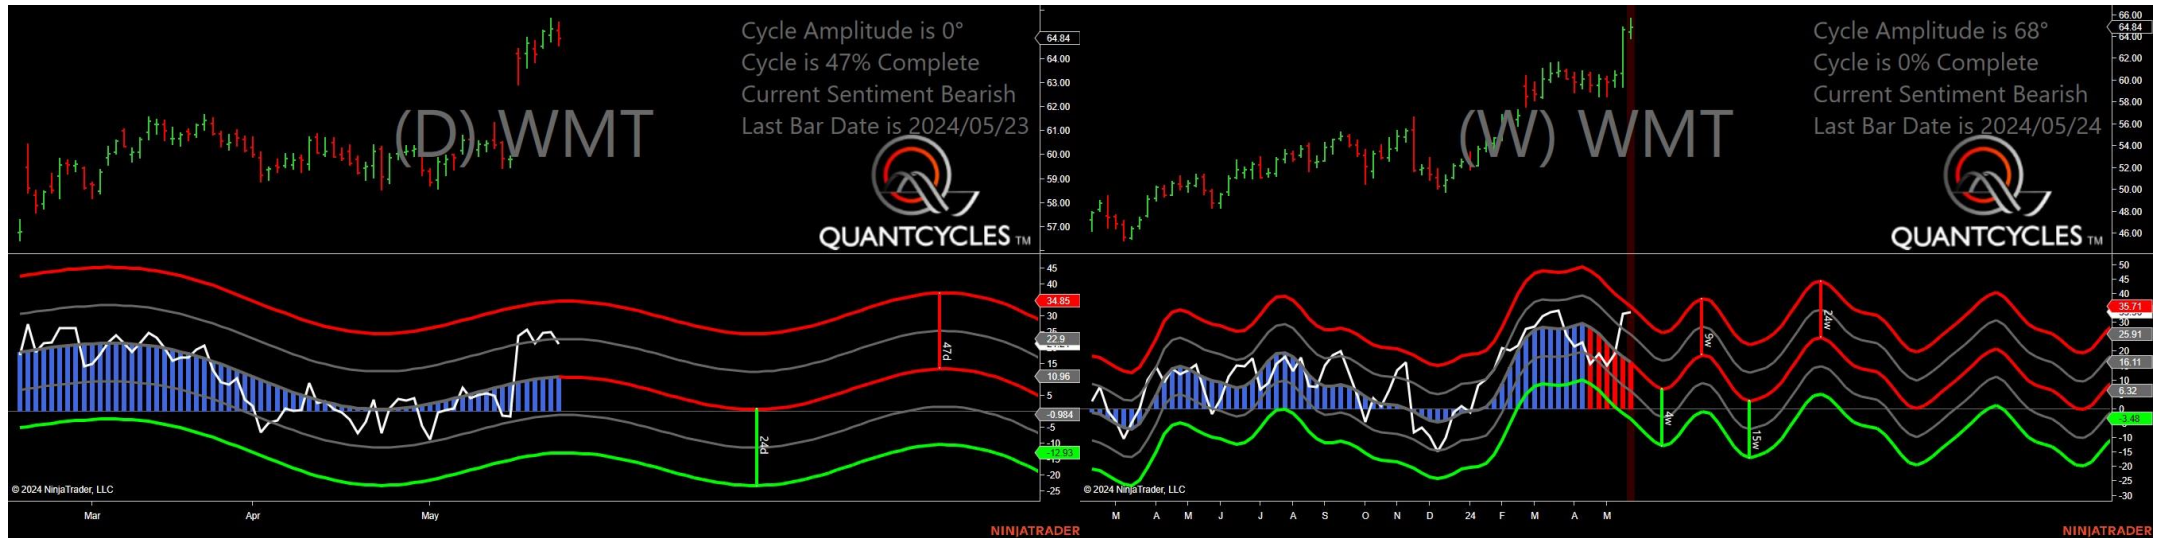 Cycle Amplitude is 0°
Cycle is 47% Complete
Current Sentiment Bearish
Last Bar Date is 2024/05/23
(D) WMT
QUANTCYCLES TM
64.84
64.00
63.00
62.00
61.00
60.00
59.00
58.00
57.00
45
34.85
30
25
22.9
15
10.96
5
-0.984
-5
-10
-12.93
-20
-25
47d
24d
© 2024 NinjaTrader, LLC
Mar Apr May
NINJATRADER
Cycle Amplitude is 68°
Cycle is 0% Complete
Current Sentiment Bearish
Last Bar Date is 2024/05/24
(W) WMT
QUANTCYCLES TM
66.00
64.84
64.00
62.00
60.00
58.00
56.00
54.00
52.00
50.00
48.00
46.00
50
45
40
35.71
30
25.91
20
16.11
10
6.32
0
-3.48
-10
-15
-20
-25
-30
9w
24w
4w
15w
© 2024 NinjaTrader, LLC
M A M J J A S O N D 24 F M A M
NINJATRADER